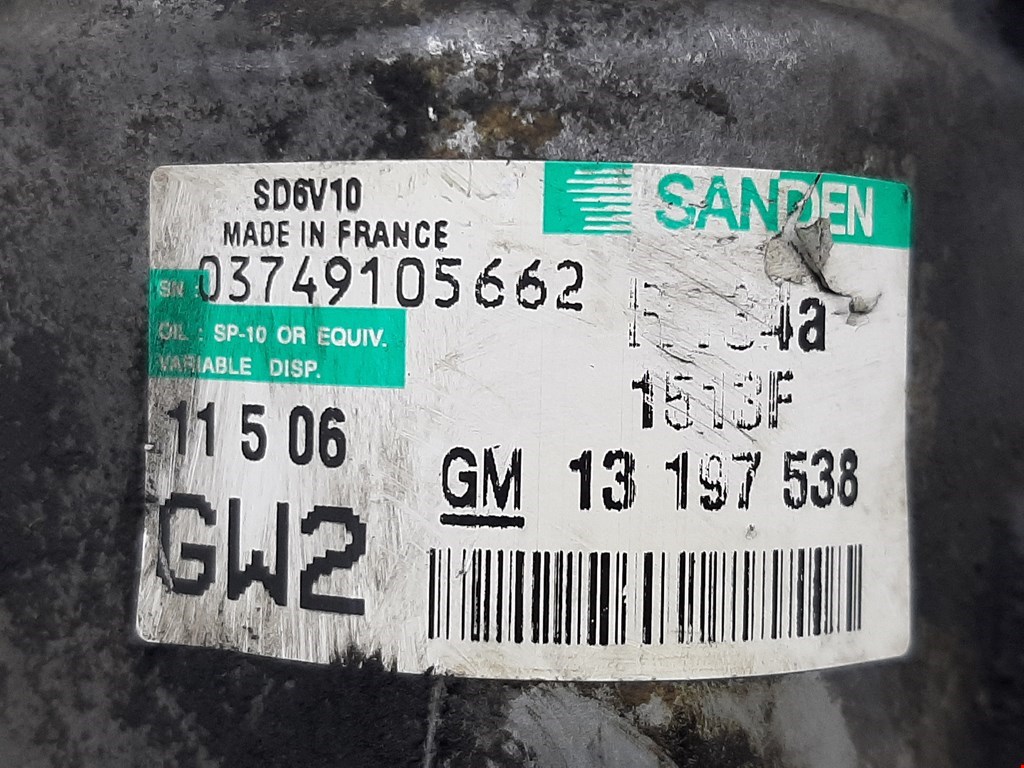 SD6V10
SANDEN
MADE IN FRANCE
SN : 03749105662
OIL : SP-10 OR EQUIV.
VARIABLE DISP.
1513F
11 5 06
GM 13 197 538
GW2